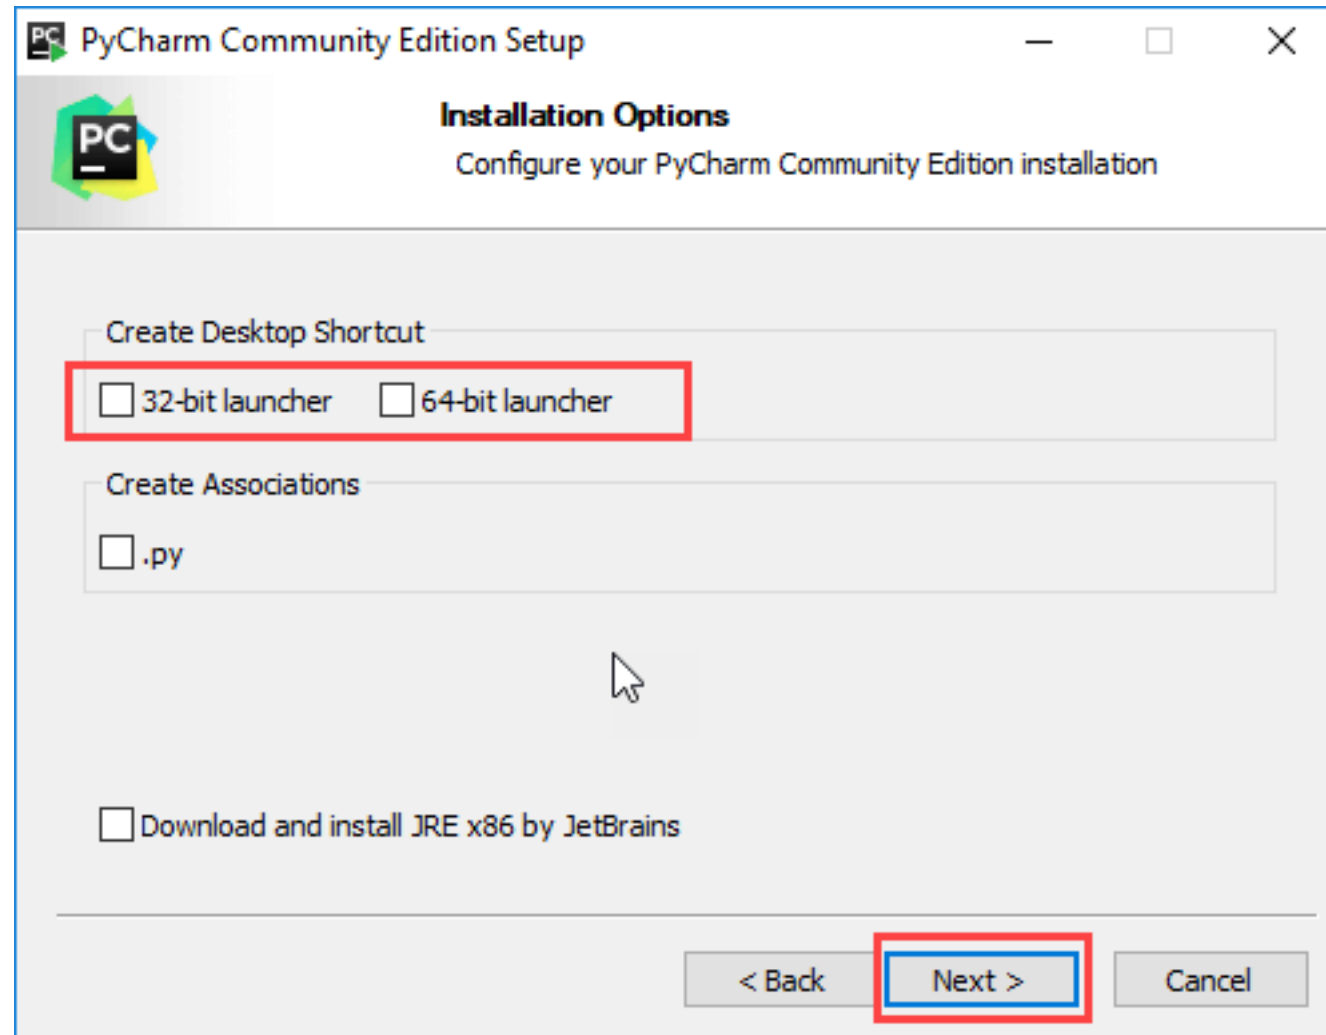 PyCharm Community Edition Setup
PC
Installation Options
Configure your PyCharm Community Edition installation
Create Desktop Shortcut
32-bit launcher 64-bit launcher
Create Associations
.py
Download and install JRE x86 by JetBrains
< Back Next > Cancel